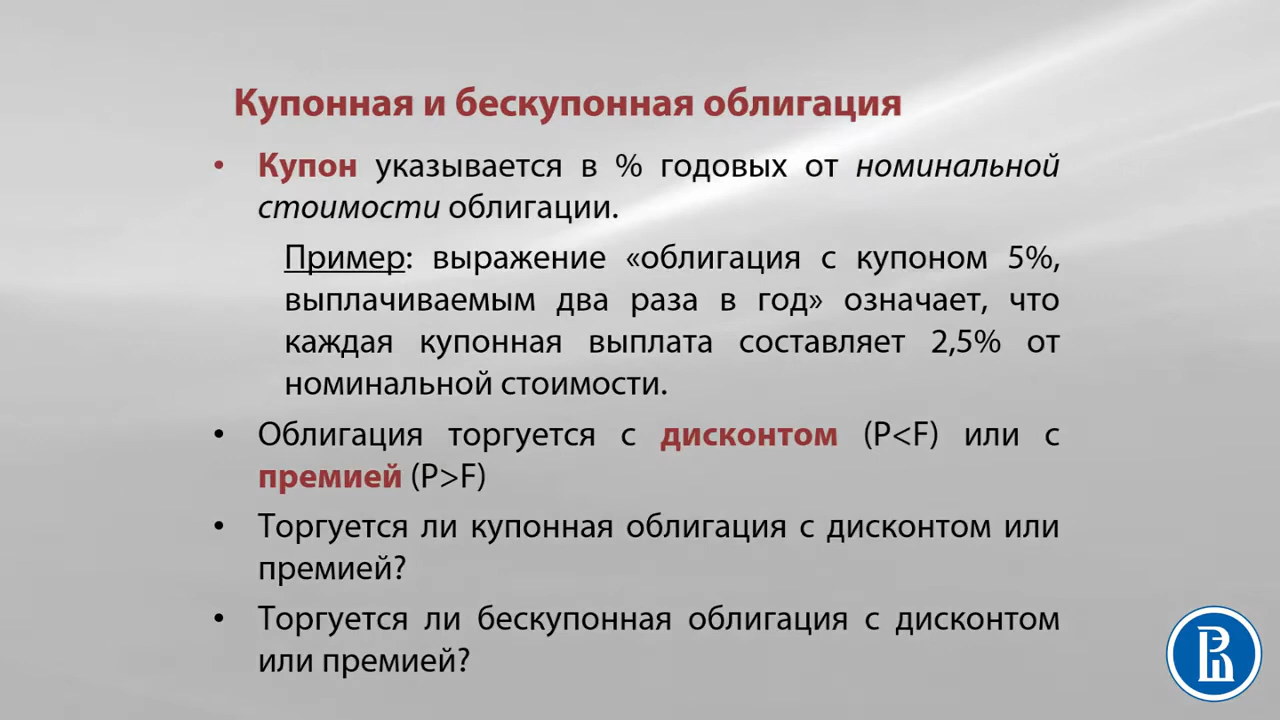 Купонная и бескупонная облигация
• Купон указывается в % годовых от номинальной
стоимости облигации.
Пример: выражение «облигация с купоном 5%,
выплачиваемым два раза в год» означает, что
каждая купонная выплата составляет 2,5% от
номинальной стоимости.
• Облигация торгуется с дисконтом (P<F) или с
премией (P>F)
• Торгуется ли купонная облигация с дисконтом или
премией?
• Торгуется ли бескупонная облигация с дисконтом
или премией?